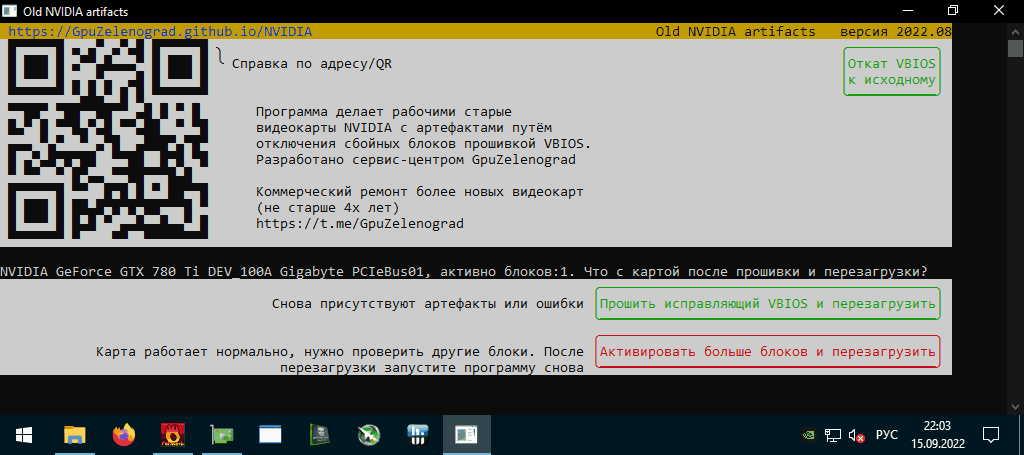 Old NVIDIA artifacts
https://GpuZelenograd.github.io/NVIDIA
Old NVIDIA artifacts версия 2022.08
Справка по адресу/QR
Откат VBIOS
к исходному
Программа делает рабочими старые
видеокарты NVIDIA с артефактами путём
отключения сбойных блоков прошивкой VBIOS.
Разработано сервис-центром GpuZelenograd
Коммерческий ремонт более новых видеокарт
(не старше 4х лет)
https://t.me/GpuZelenograd
NVIDIA GeForce GTX 780 Ti DEV_100A Gigabyte PCIeBus01, активно блоков:1. Что с картой после прошивки и перезагрузки?
Снова присутствуют артефакты или ошибки
Прошить исправляющий VBIOS и перезагрузить
Карта работает нормально, нужно проверить другие блоки. После
перезагрузки запустите программу снова
Активировать больше блоков и перезагрузить
РУС
22:03
15.09.2022